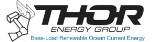 THOR
ENERGY GROUP
Base-Load Renewable Ocean Current Energy